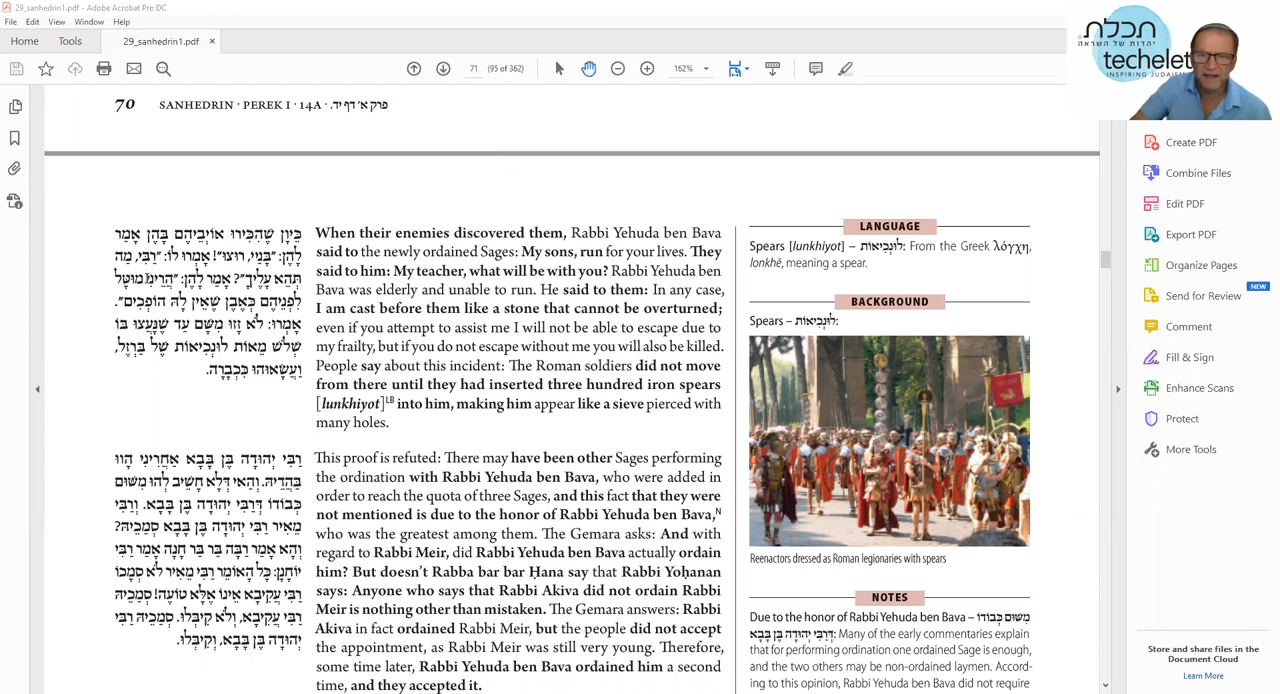 29_sanhedrin1.pdf - Adobe Acrobat Pro DC
File Edit View Window Help
Home Tools 29_sanhedrin1.pdf ×
71 (95 of 362) 162%
תכלת.
יהדות של השראה
techelet
INSPIRING JUDAISM
70 SANHEDRIN · PEREK I · 14A · פרק א׳ דף יד.
כֵּיוָן שֶׁהִכִּירוּ אוֹיְבֵיהֶם בָּהֶן אָמַר
לָהֶן: ״בָּנַי, רוּצוּ״! אָמְרוּ לוֹ: ״רַבִּי, מַה
תְּהֵא עָלֶיךָ״? אָמַר לָהֶן: ״הֲרֵינִי מוּטָל
לִפְנֵיהֶם כְּאֶבֶן שֶׁאֵין לָהּ הוֹפְכִים״.
אָמְרוּ: לֹא זָזוּ מִשָּׁם עַד שֶׁנָּעֲצוּ בּוֹ
שְׁלֹשׁ מֵאוֹת לוּנְכִיאוֹת שֶׁל בַּרְזֶל,
וַעֲשָׂאוּהוּ כִּכְבָרָה.
רַבִּי יְהוּדָה בֶּן בָּבָא אַחֲרִינֵי הֲווֹ
בַּהֲדֵיהּ. וְהַאי דְּלָא חָשֵׁיב לְהוּ מִשּׁוּם
כְּבוֹדוֹ דְּרַבִּי יְהוּדָה בֶּן בָּבָא. וְרַבִּי
מֵאִיר רַבִּי יְהוּדָה בֶּן בָּבָא סַמְכֵיהּ?
וְהָא אָמַר רַבָּה בַּר בַּר חָנָה אָמַר רַבִּי
יוֹחָנָן: כָּל הָאוֹמֵר רַבִּי מֵאִיר לֹא סְמָכוֹ
רַבִּי עֲקִיבָא אֵינוֹ אֶלָּא טוֹעֶה! סַמְכֵיהּ
רַבִּי עֲקִיבָא, וְלֹא קִיבְּלוּ. סַמְכֵיהּ רַבִּי
יְהוּדָה בֶּן בָּבָא, וְקִיבְּלוּ.
When their enemies discovered them, Rabbi Yehuda ben Bava
said to the newly ordained Sages: My sons, run for your lives. They
said to him: My teacher, what will be with you? Rabbi Yehuda ben
Bava was elderly and unable to run. He said to them: In any case,
I am cast before them like a stone that cannot be overturned;
even if you attempt to assist me I will not be able to escape due to
my frailty, but if you do not escape without me you will also be killed.
People say about this incident: The Roman soldiers did not move
from there until they had inserted three hundred iron spears
[lunkhiyot]LB into him, making him appear like a sieve pierced with
many holes.
This proof is refuted: There may have been other Sages performing
the ordination with Rabbi Yehuda ben Bava, who were added in
order to reach the quota of three Sages, and this fact that they were
not mentioned is due to the honor of Rabbi Yehuda ben Bava,N
who was the greatest among them. The Gemara asks: And with
regard to Rabbi Meir, did Rabbi Yehuda ben Bava actually ordain
him? But doesn't Rabba bar bar Ḥana say that Rabbi Yoḥanan
says: Anyone who says that Rabbi Akiva did not ordain Rabbi
Meir is nothing other than mistaken. The Gemara answers: Rabbi
Akiva in fact ordained Rabbi Meir, but the people did not accept
the appointment, as Rabbi Meir was still very young. Therefore,
some time later, Rabbi Yehuda ben Bava ordained him a second
time, and they accepted it.
LANGUAGE
Spears [lunkhiyot] – לוּנְכִיאוֹת: From the Greek λόγχη,
lonkhē, meaning a spear.
BACKGROUND
Spears – לוּנְכִיאוֹת:
Reenactors dressed as Roman legionaries with spears
NOTES
Due to the honor of Rabbi Yehuda ben Bava – מִשּׁוּם כְּבוֹדוֹ
דְּרַבִּי יְהוּדָה בֶּן בָּבָא: Many of the early commentaries explain
that for performing ordination one ordained Sage is enough,
and the two others may be non-ordained laymen. Accord-
ing to this opinion, Rabbi Yehuda ben Bava did not require
Create PDF
Combine Files
Edit PDF
Export PDF
Organize Pages
Send for Review NEW
Comment
Fill & Sign
Enhance Scans
Protect
More Tools
Store and share files in the
Document Cloud
Learn More